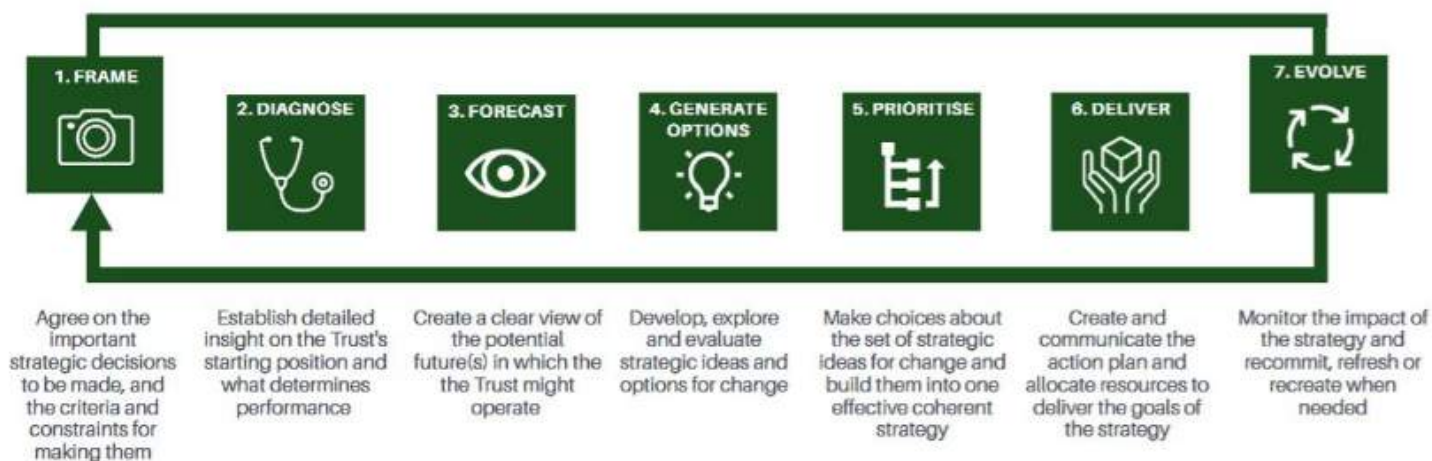 1. FRAME
2. DIAGNOSE
3. FORECAST
4. GENERATE
OPTIONS
5. PRIORITISE
6. DELIVER
7. EVOLVE
Agree on the
important
strategic decisions
to be made, and
the criteria and
constraints for
making them
Establish detailed
insight on the Trust's
starting position and
what determines
performance
Create a clear view of
the potential
future(s) in which the
the Trust might
operate
Develop, explore
and evaluate
strategic ideas and
options for change
Make choices about
the set of strategic
ideas for change and
build them into one
effective coherent
strategy
Create and
communicate the
action plan and
allocate resources to
deliver the goals of
the strategy
Monitor the impact of
the strategy and
recommit, refresh or
recreate when
needed